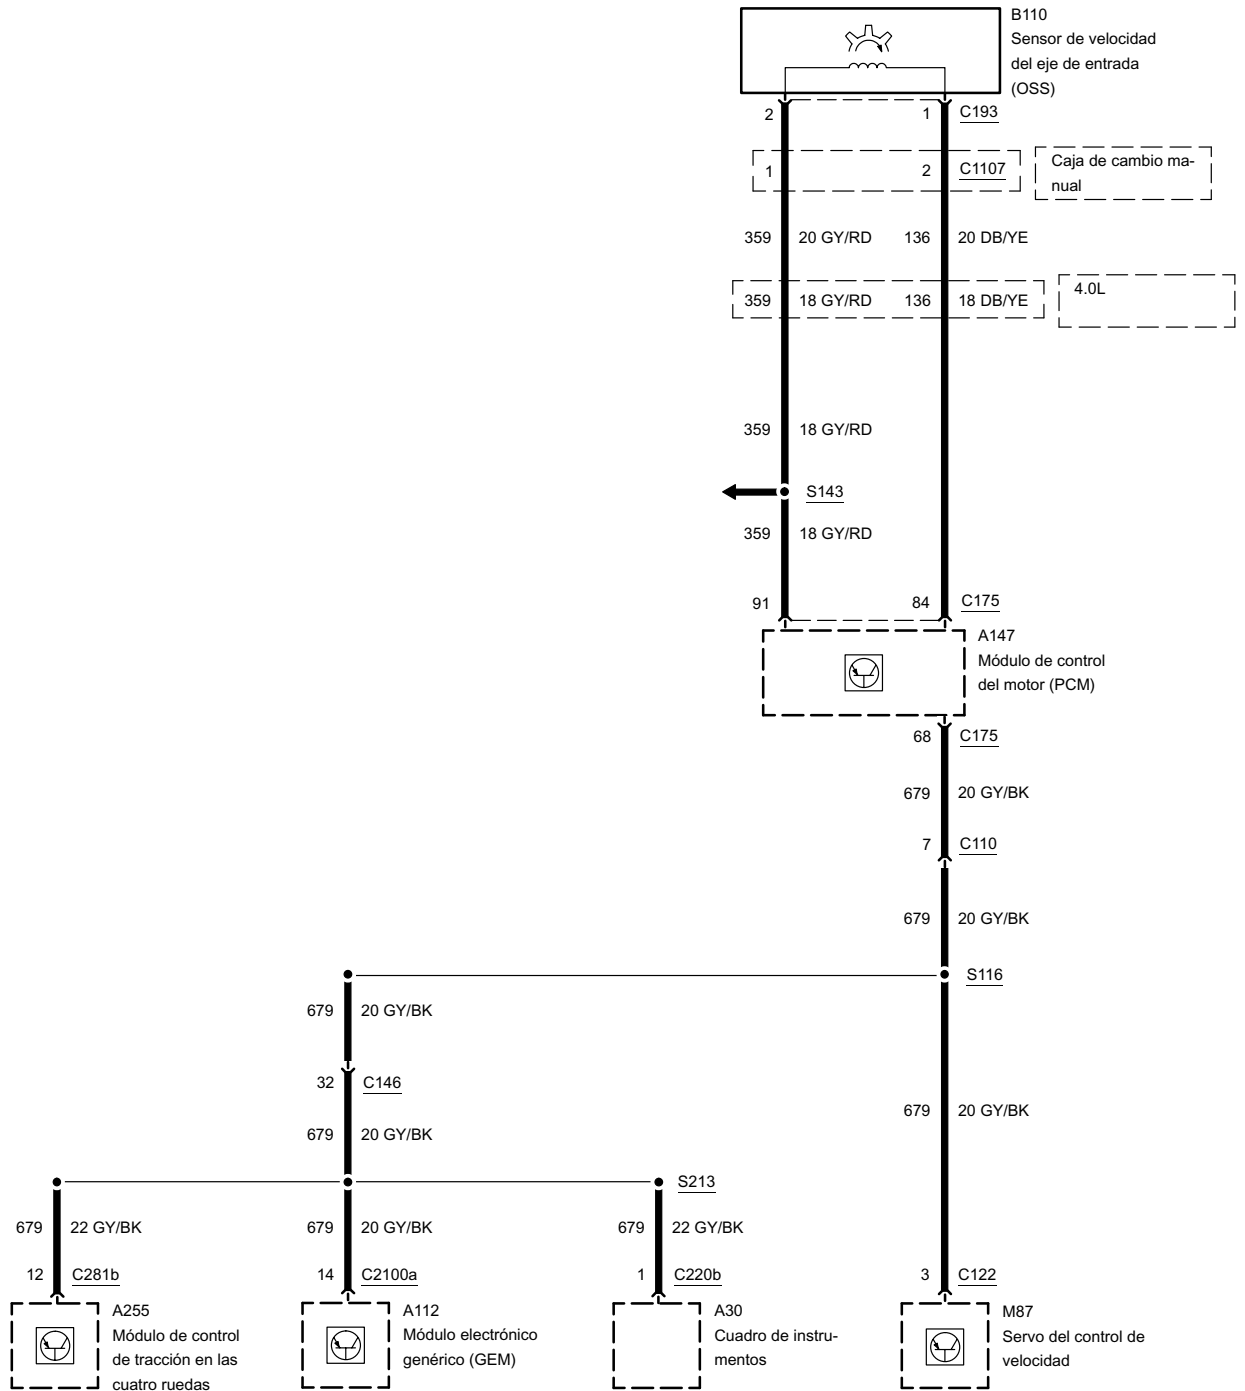 B110
Sensor de velocidad
del eje de entrada
(OSS)
2 1 C193
1 2 C1107
Caja de cambio ma-
nual
359 20 GY/RD 136 20 DB/YE
359 18 GY/RD 136 18 DB/YE
4.0L
359 18 GY/RD
S143
359 18 GY/RD
91 84 C175
A147
Módulo de control
del motor (PCM)
68 C175
679 20 GY/BK
7 C110
679 20 GY/BK
S116
679 20 GY/BK
32 C146
679 20 GY/BK
679 20 GY/BK
S213
679 22 GY/BK 679 20 GY/BK 679 22 GY/BK
12 C281b 14 C2100a 1 C220b 3 C122
A255
Módulo de control
de tracción en las
cuatro ruedas
A112
Módulo electrónico
genérico (GEM)
A30
Cuadro de instru-
mentos
M87
Servo del control de
velocidad